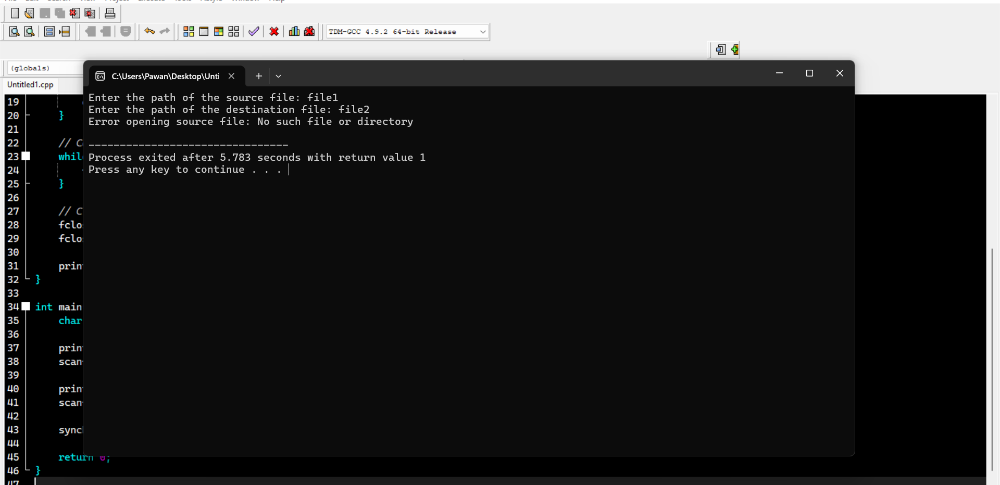 TDM-GCC 4.9.2 64-bit Release
(globals)
C:\Users\Pawan\Desktop\Unti
Untitled1.cpp
Enter the path of the source file: file1
Enter the path of the destination file: file2
Error opening source file: No such file or directory
--------------------------------
Process exited after 5.783 seconds with return value 1
Press any key to continue . . .
19
20 }
21
22 // C
23 whil
24
25 }
26
27 // C
28 fclo
29 fclo
30
31 prin
32 }
33
34 int main
35 char
36
37 prin
38 scan
39
40 prin
41 scan
42
43 sync
44
45 return 0;
46 }
47